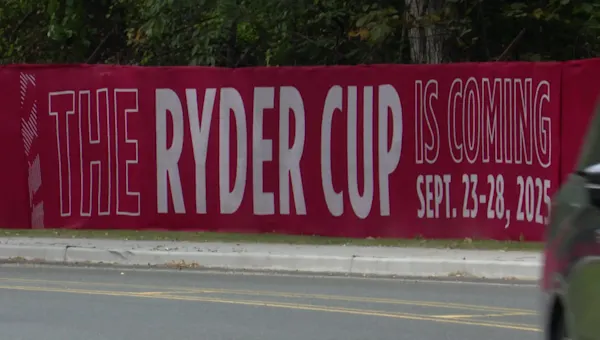 THE RYDER CUP IS COMING
SEPT. 23-28, 2025